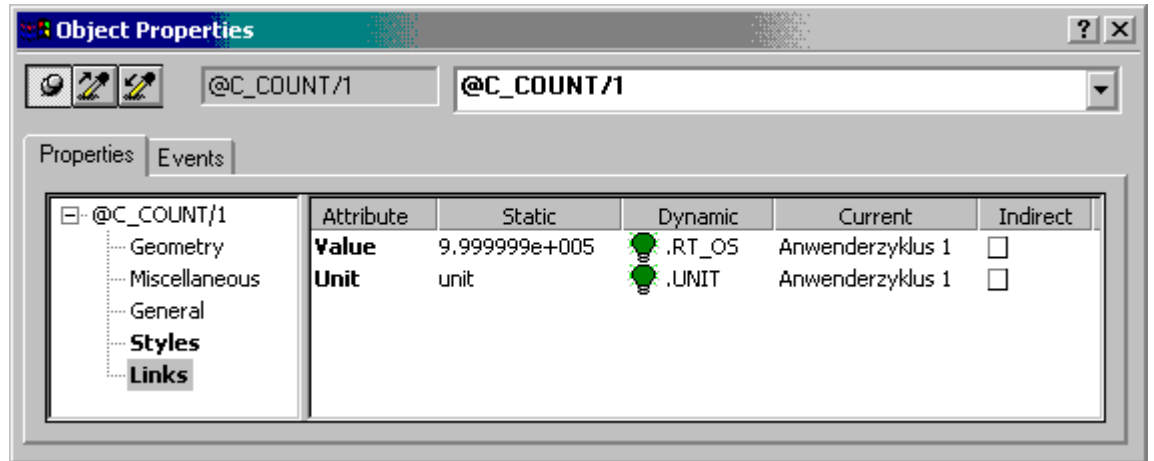 Object Properties
@C_COUNT/1 @C_COUNT/1
Properties Events
@C_COUNT/1
Geometry
Miscellaneous
General
Styles
Links
Attribute Static Dynamic Current Indirect
Value 9.999999e+005 .RT_OS Anwenderzyklus 1
Unit unit .UNIT Anwenderzyklus 1